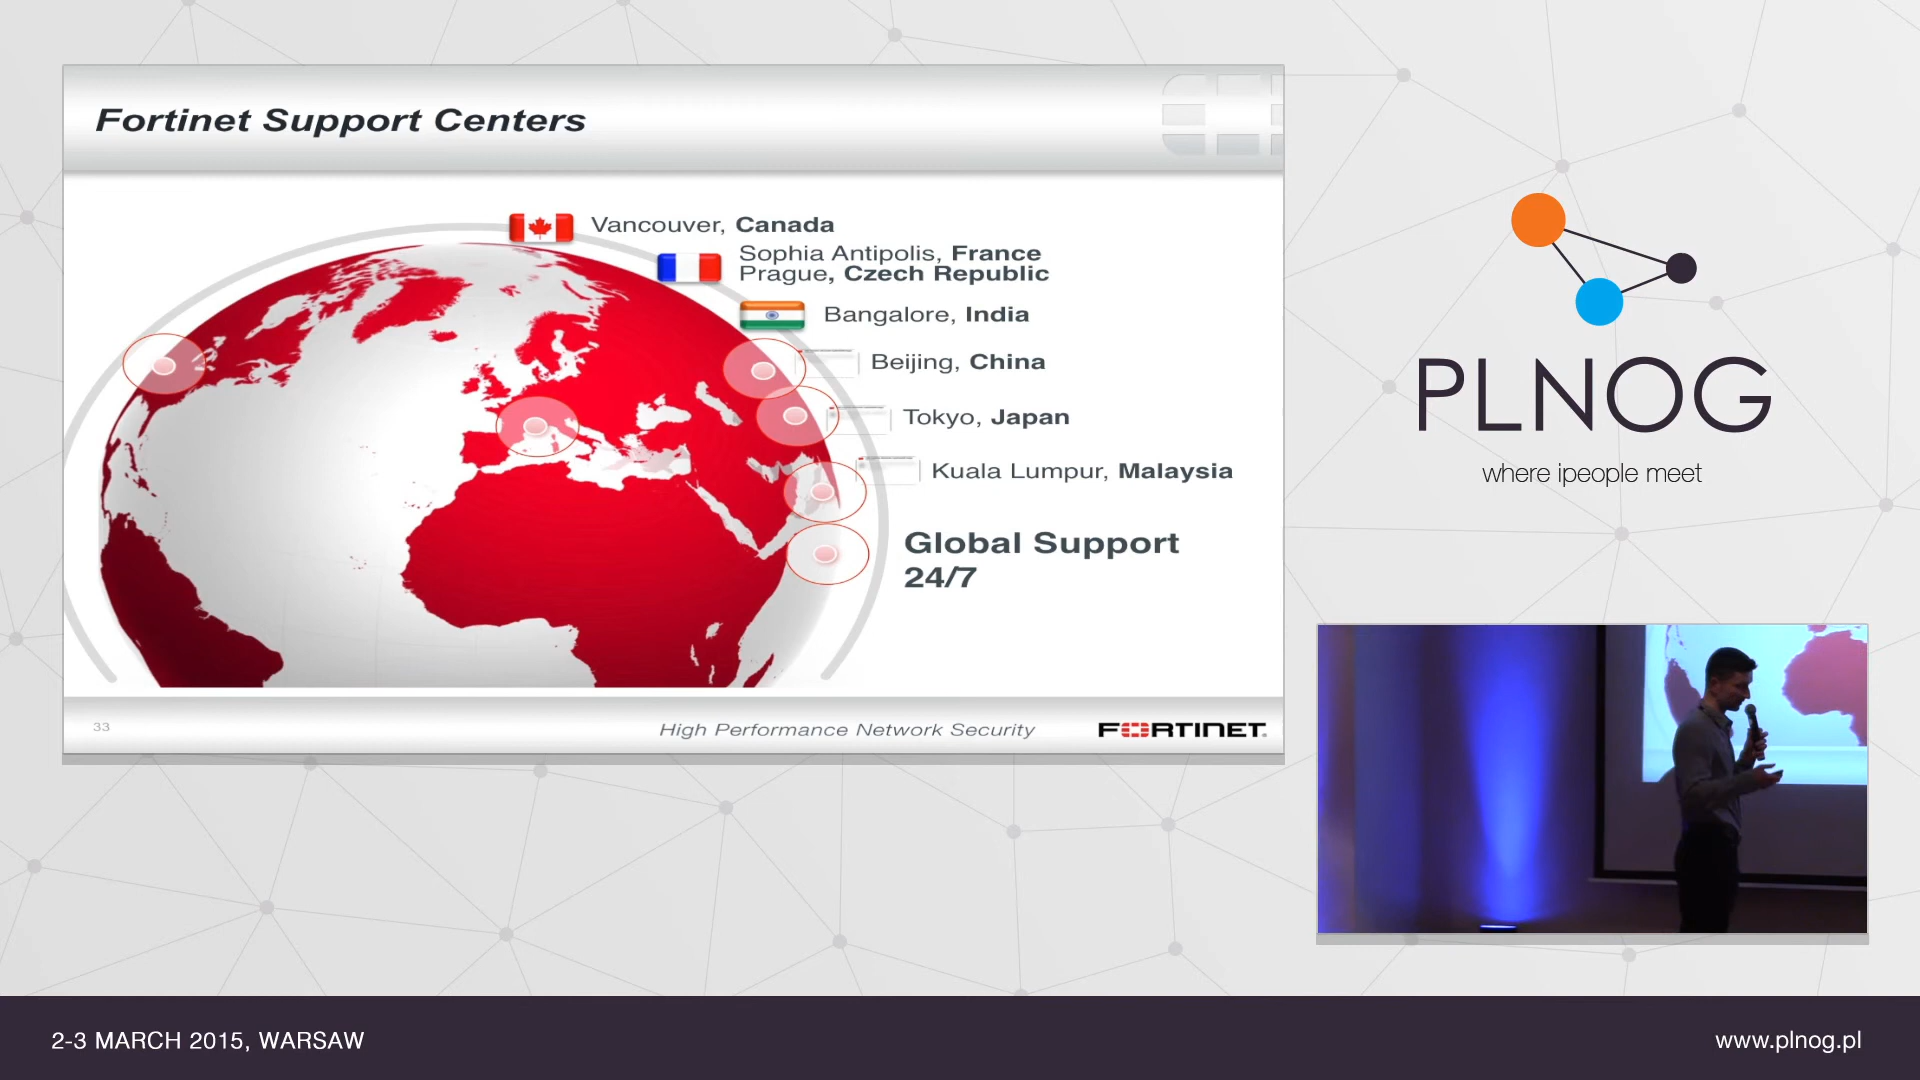 Fortinet Support Centers
Vancouver, Canada
Sophia Antipolis, France
Prague, Czech Republic
Bangalore, India
Beijing, China
Tokyo, Japan
Kuala Lumpur, Malaysia
Global Support
24/7
33
High Performance Network Security
FORTINET
PLNOG
where ipeople meet
2-3 MARCH 2015, WARSAW
www.plnog.pl